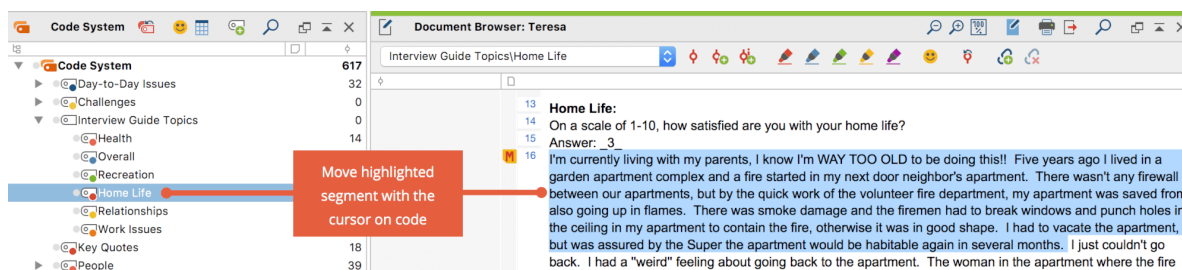 Code System
Document Browser: Teresa
Interview Guide Topics\Home Life
Code System 617
Day-to-Day Issues 32
Challenges 0
Interview Guide Topics 0
Health 14
Overall
Recreation
Home Life
Relationships
Work Issues
Key Quotes 18
People 39
Move highlighted
segment with the
cursor on code
13 Home Life:
14 On a scale of 1-10, how satisfied are you with your home life?
15 Answer: _3_
M 16 I'm currently living with my parents, I know I'm WAY TOO OLD to be doing this!! Five years ago I lived in a
garden apartment complex and a fire started in my next door neighbor's apartment. There wasn't any firewall
between our apartments, but by the quick work of the volunteer fire department, my apartment was saved from
also going up in flames. There was smoke damage and the firemen had to break windows and punch holes in
the ceiling in my apartment to contain the fire, otherwise it was in good shape. I had to vacate the apartment,
but was assured by the Super the apartment would be habitable again in several months. I just couldn't go
back. I had a "weird" feeling about going back to the apartment. The woman in the apartment where the fire